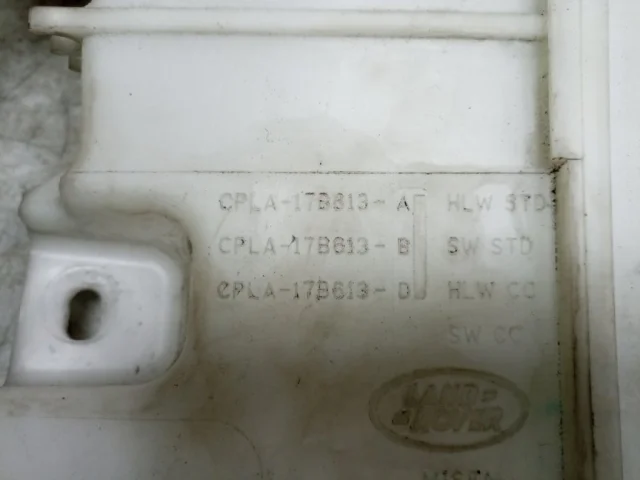 CPLA-17B613-A HLW STD
CPLA-17B613-B SW STD
CPLA-17B613-D HLW CC
SW CC
LAND-
ROVER